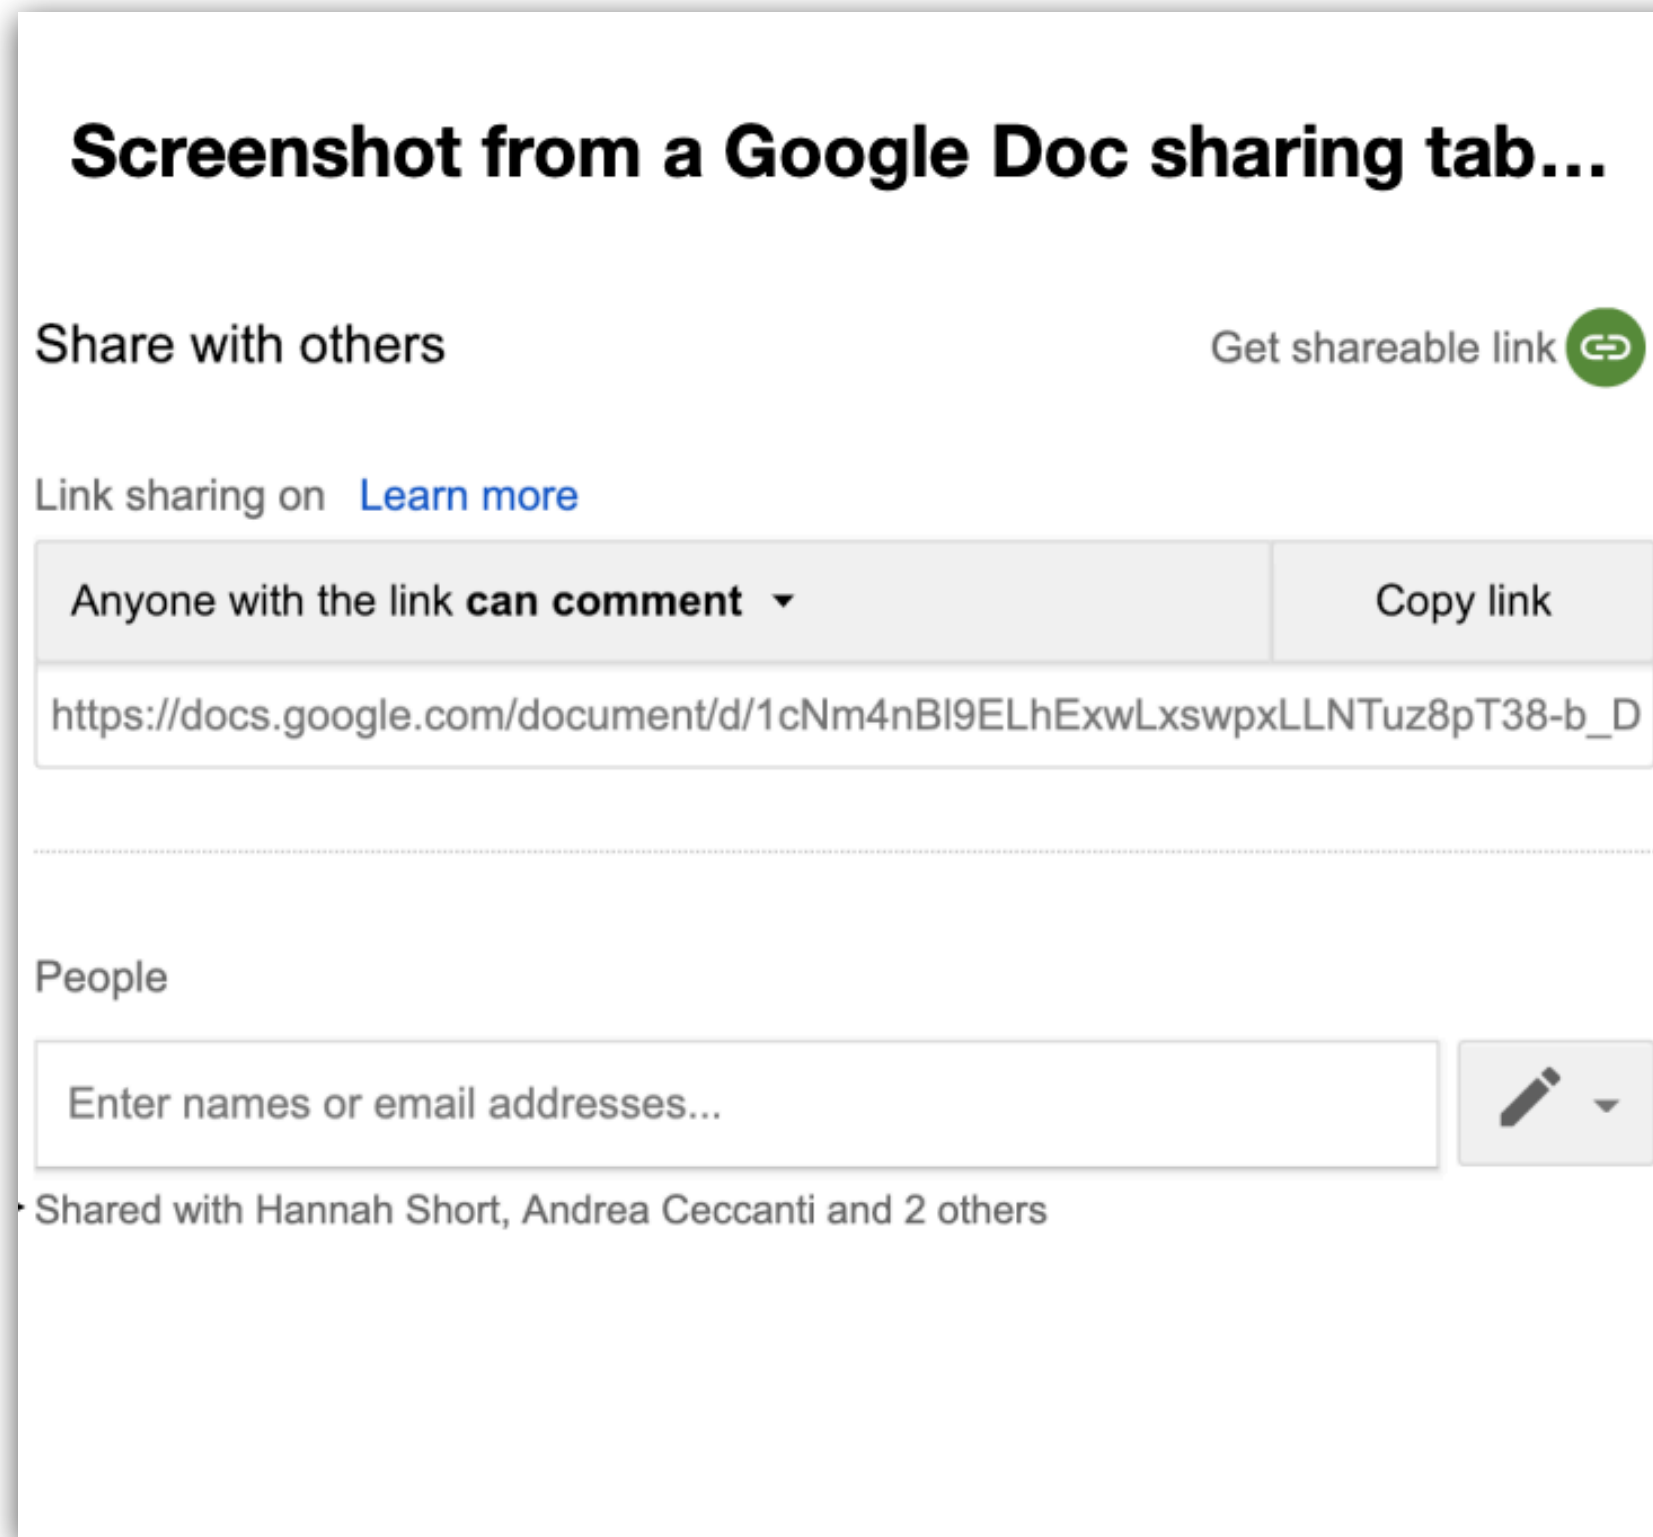 Screenshot from a Google Doc sharing tab...
Share with others
Get shareable link
Link sharing on Learn more
Anyone with the link can comment
Copy link
https://docs.google.com/document/d/1cNm4nBl9ELhExwLxswpxLLNTuz8pT38-b_D
People
Enter names or email addresses...
Shared with Hannah Short, Andrea Ceccanti and 2 others